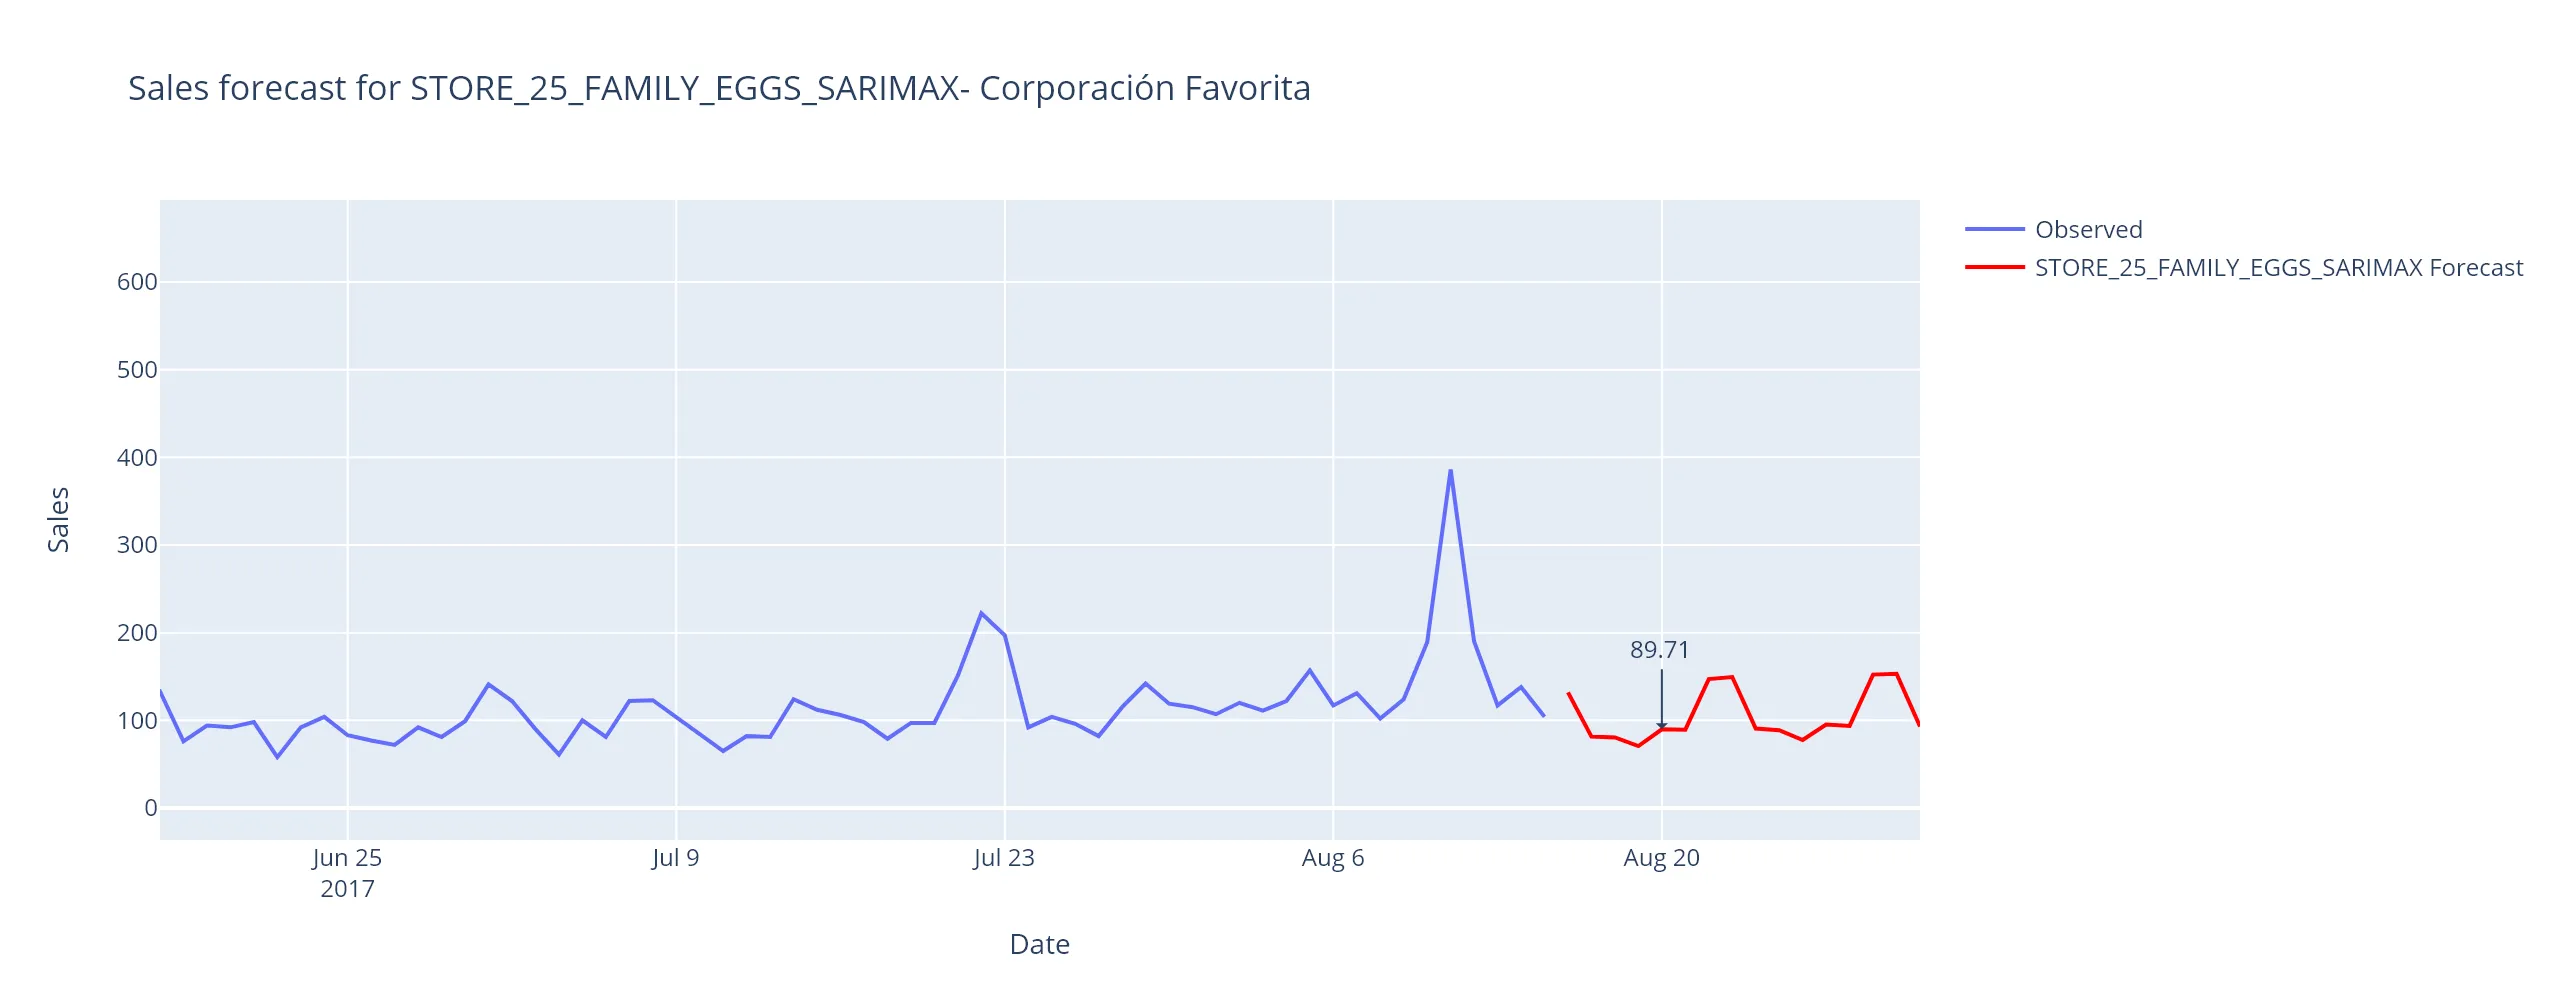 Sales forecast for STORE_25_FAMILY_EGGS_SARIMAX- Corporación Favorita
Observed
STORE_25_FAMILY_EGGS_SARIMAX Forecast
600
500
400
300
200
100
0
Sales
89.71
Jun 25
2017
Jul 9
Jul 23
Aug 6
Aug 20
Date